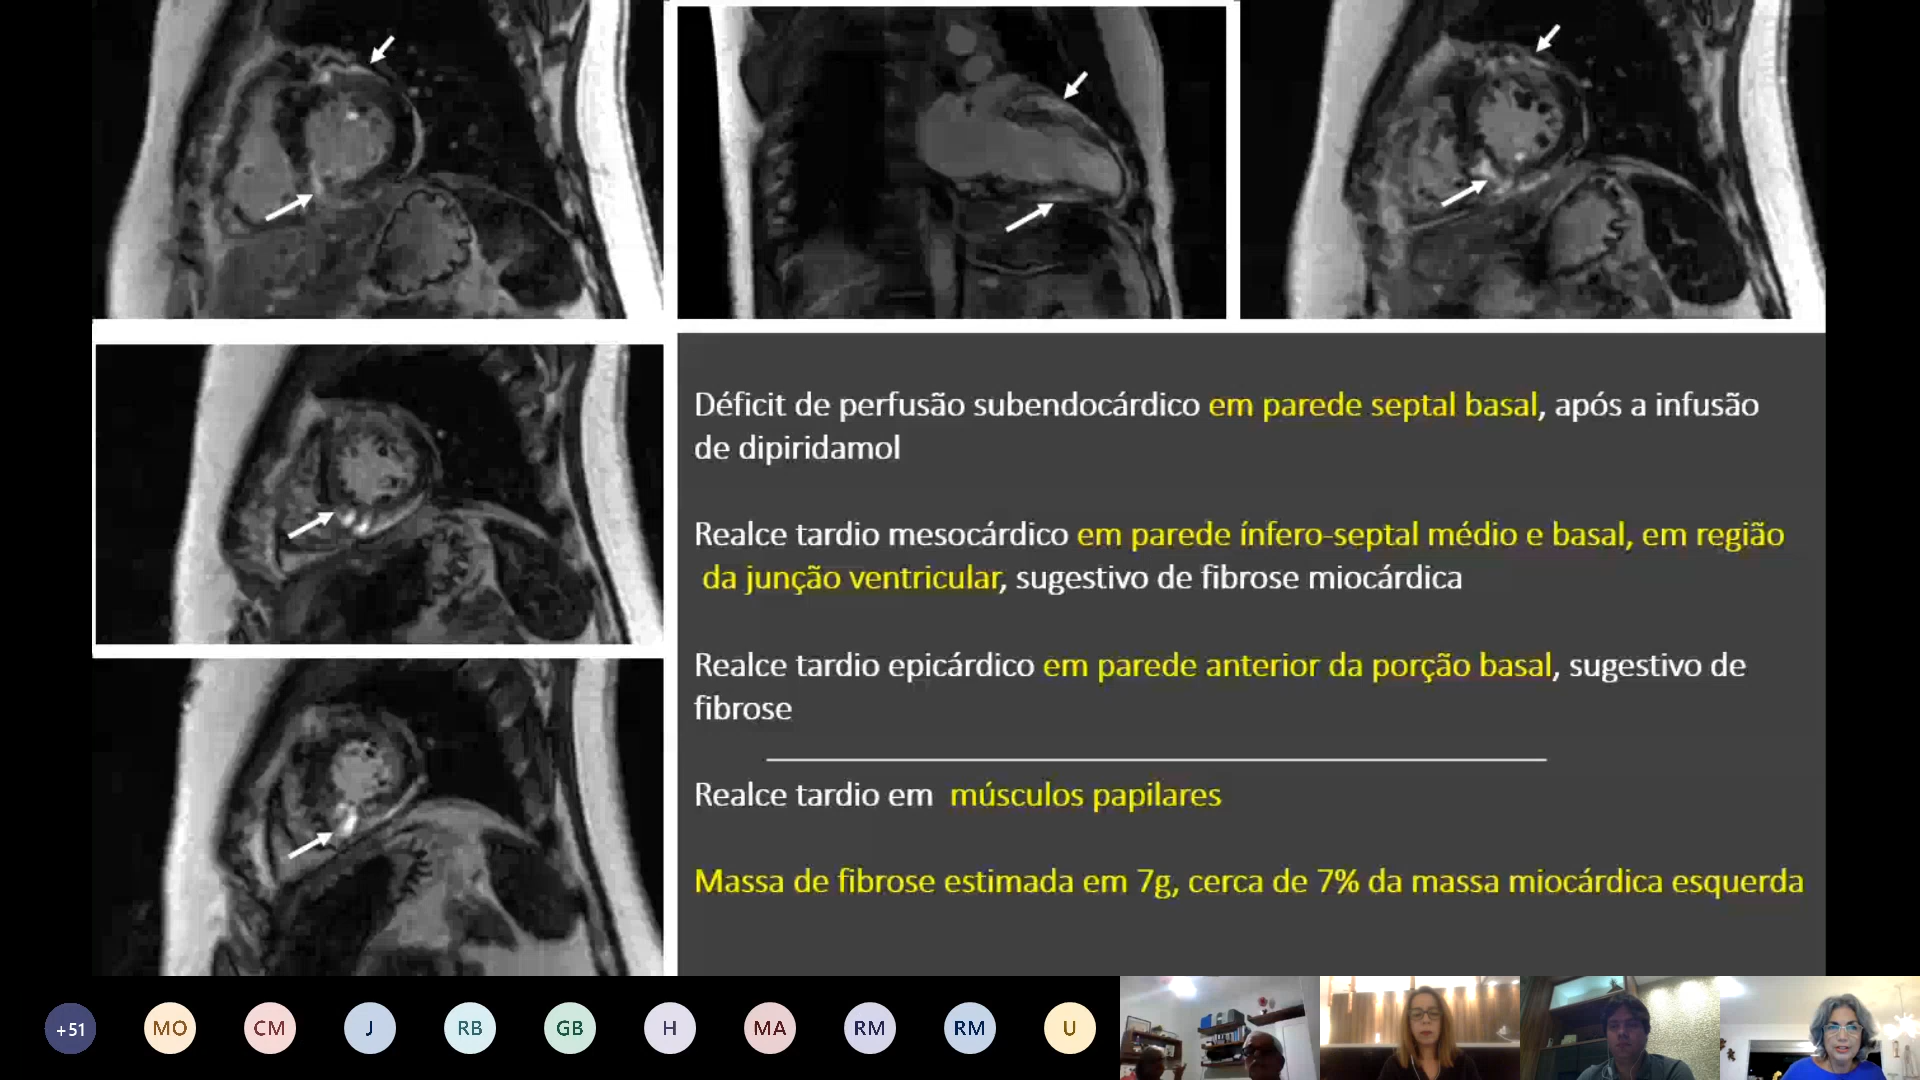 Déficit de perfusão subendocárdico em parede septal basal, após a infusão
de dipiridamol
Realce tardio mesocárdico em parede ínfero-septal médio e basal, em região
da junção ventricular, sugestivo de fibrose miocárdica
Realce tardio epicárdico em parede anterior da porção basal, sugestivo de
fibrose
Realce tardio em músculos papilares
Massa de fibrose estimada em 7g, cerca de 7% da massa miocárdica esquerda
+51 MO CM J RB GB H MA RM RM U